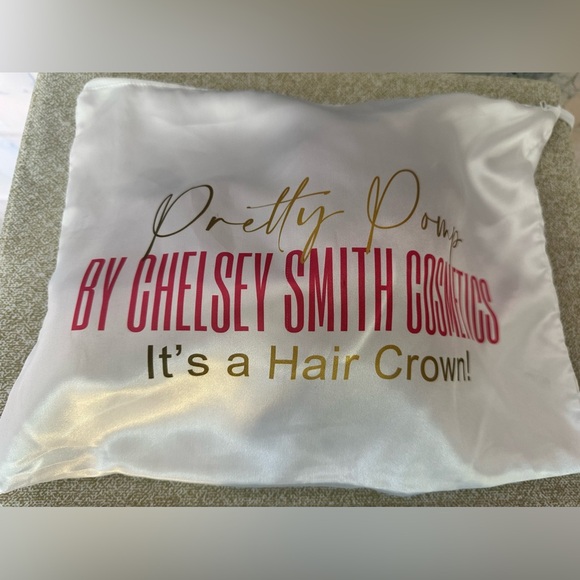 Pretty Pomp
BY CHELSEY SMITH COSMETICS
It's a Hair Crown!